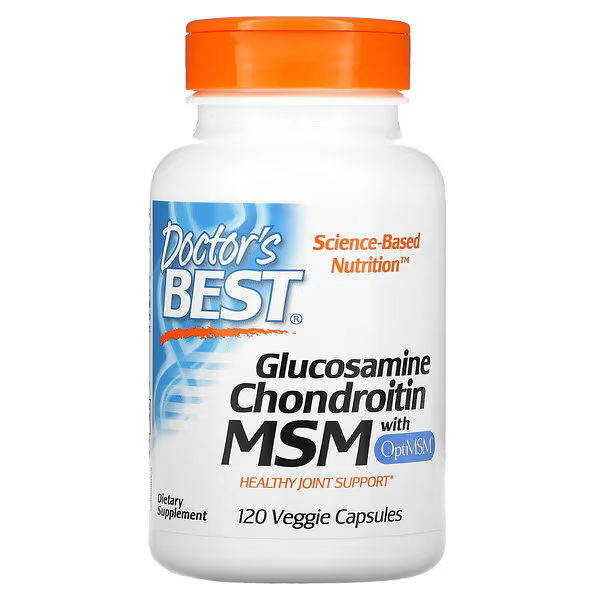 Doctor's
BEST®
Science-Based
Nutrition™
Glucosamine
Chondroitin
MSM with OptiMSM
HEALTHY JOINT SUPPORT*
Dietary
Supplement
120 Veggie Capsules